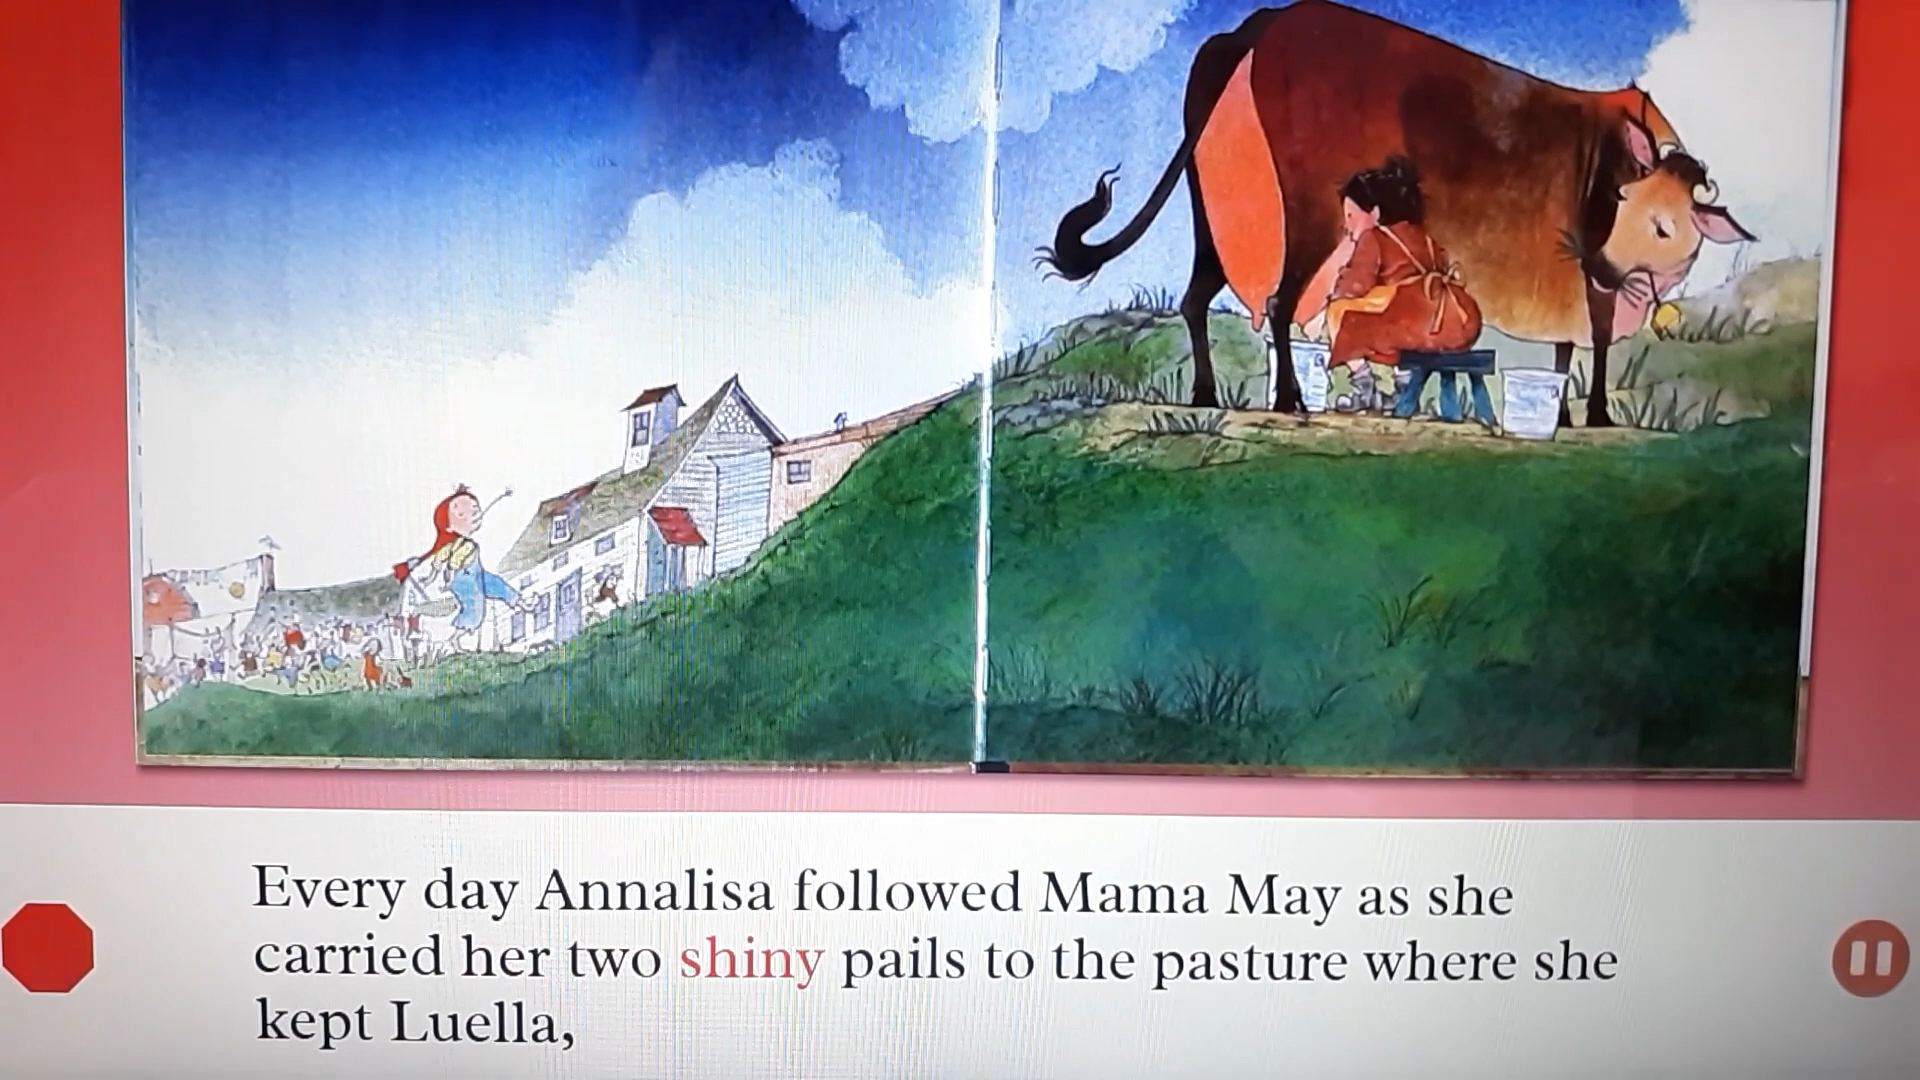 Every day Annalisa followed Mama May as she
carried her two shiny pails to the pasture where she
kept Luella,